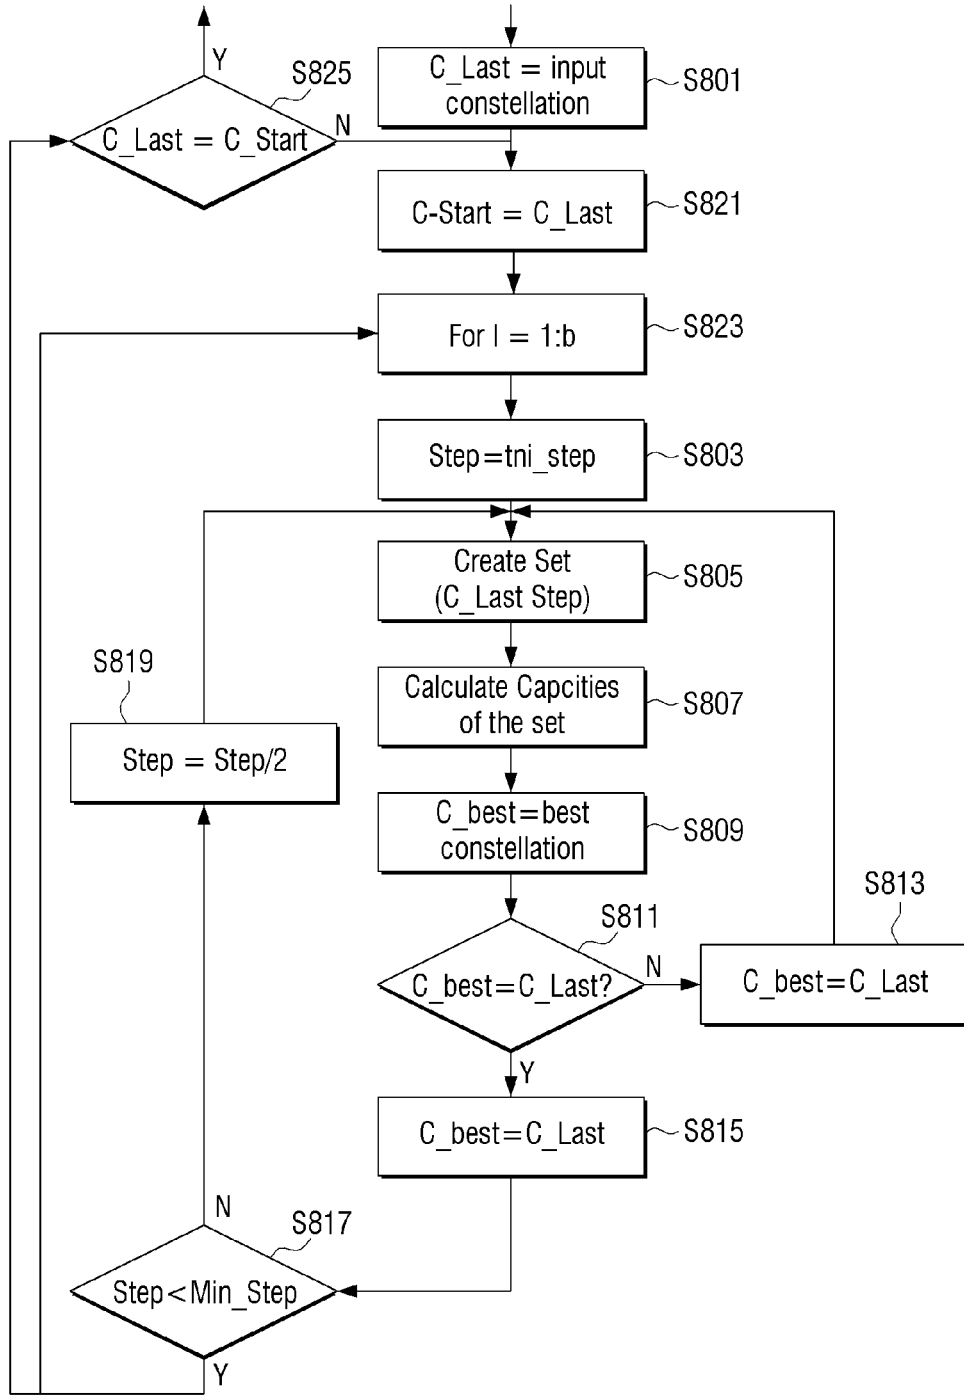 Y
S825
C_Last = C_Start
N
C_Last = input
constellation
S801
C-Start = C_Last
S821
For I = 1:b
S823
Step=tni_step
S803
Create Set
(C_Last Step)
S805
S819
Step = Step/2
Calculate Capcities
of the set
S807
C_best=best
constellation
S809
S811
C_best=C_Last?
N
S813
C_best=C_Last
Y
C_best=C_Last
S815
N
S817
Step<Min_Step
Y